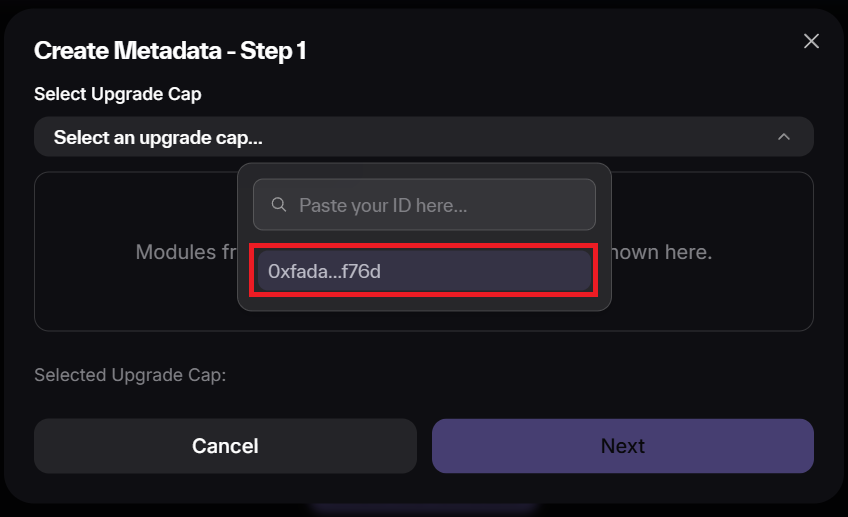 Create Metadata - Step 1
Select Upgrade Cap
Select an upgrade cap...
Paste your ID here...
0xfada...f76d
Modules fr
hown here.
Selected Upgrade Cap:
Cancel
Next